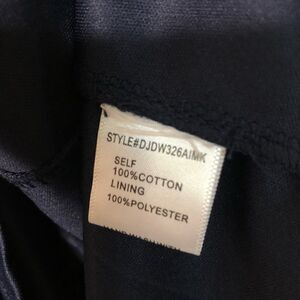 STYLE#DJDW326AIMK
SELF
100%COTTON
LINING
100%POLYESTER